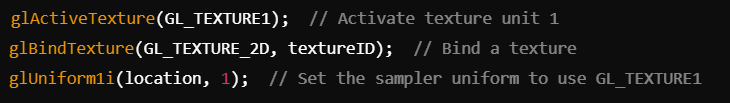 glActiveTexture(GL_TEXTURE1);  // Activate texture unit 1
glBindTexture(GL_TEXTURE_2D, textureID);  // Bind a texture
glUniform1i(location, 1);  // Set the sampler uniform to use GL_TEXTURE1